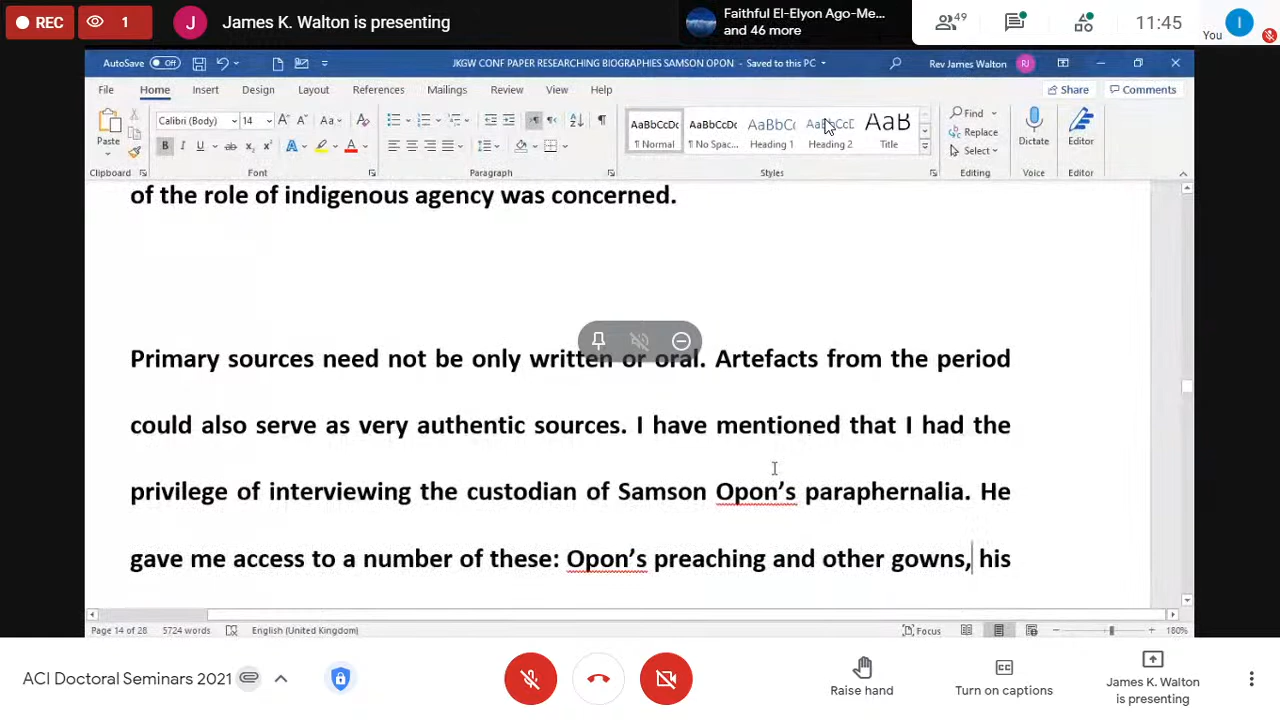 REC
1
J
James K. Walton is presenting
Faithful El-Elyon Ago-Me...
and 46 more
49
11:45
You
I
AutoSave Off
JKGW CONF PAPER RESEARCHING BIOGRAPHIES SAMSON OPON - Saved to this PC
Rev James Walton RJ
File Home Insert Design Layout References Mailings Review View Help Share Comments
Calibri (Body) 14
Paste
AaBbCcDc AaBbCcDc AaBbC( AaBbCcD AaB
¶ Normal ¶ No Spac... Heading 1 Heading 2 Title
Find
Replace
Select
Dictate
Editor
Clipboard Font Paragraph Styles Editing Voice Editor
of the role of indigenous agency was concerned.
Primary sources need not be only written or oral. Artefacts from the period
could also serve as very authentic sources. I have mentioned that I had the
privilege of interviewing the custodian of Samson Opon's paraphernalia. He
gave me access to a number of these: Opon's preaching and other gowns, his
Page 14 of 28 5724 words English (United Kingdom) Focus 180%
ACI Doctoral Seminars 2021
Raise hand
Turn on captions
James K. Walton
is presenting